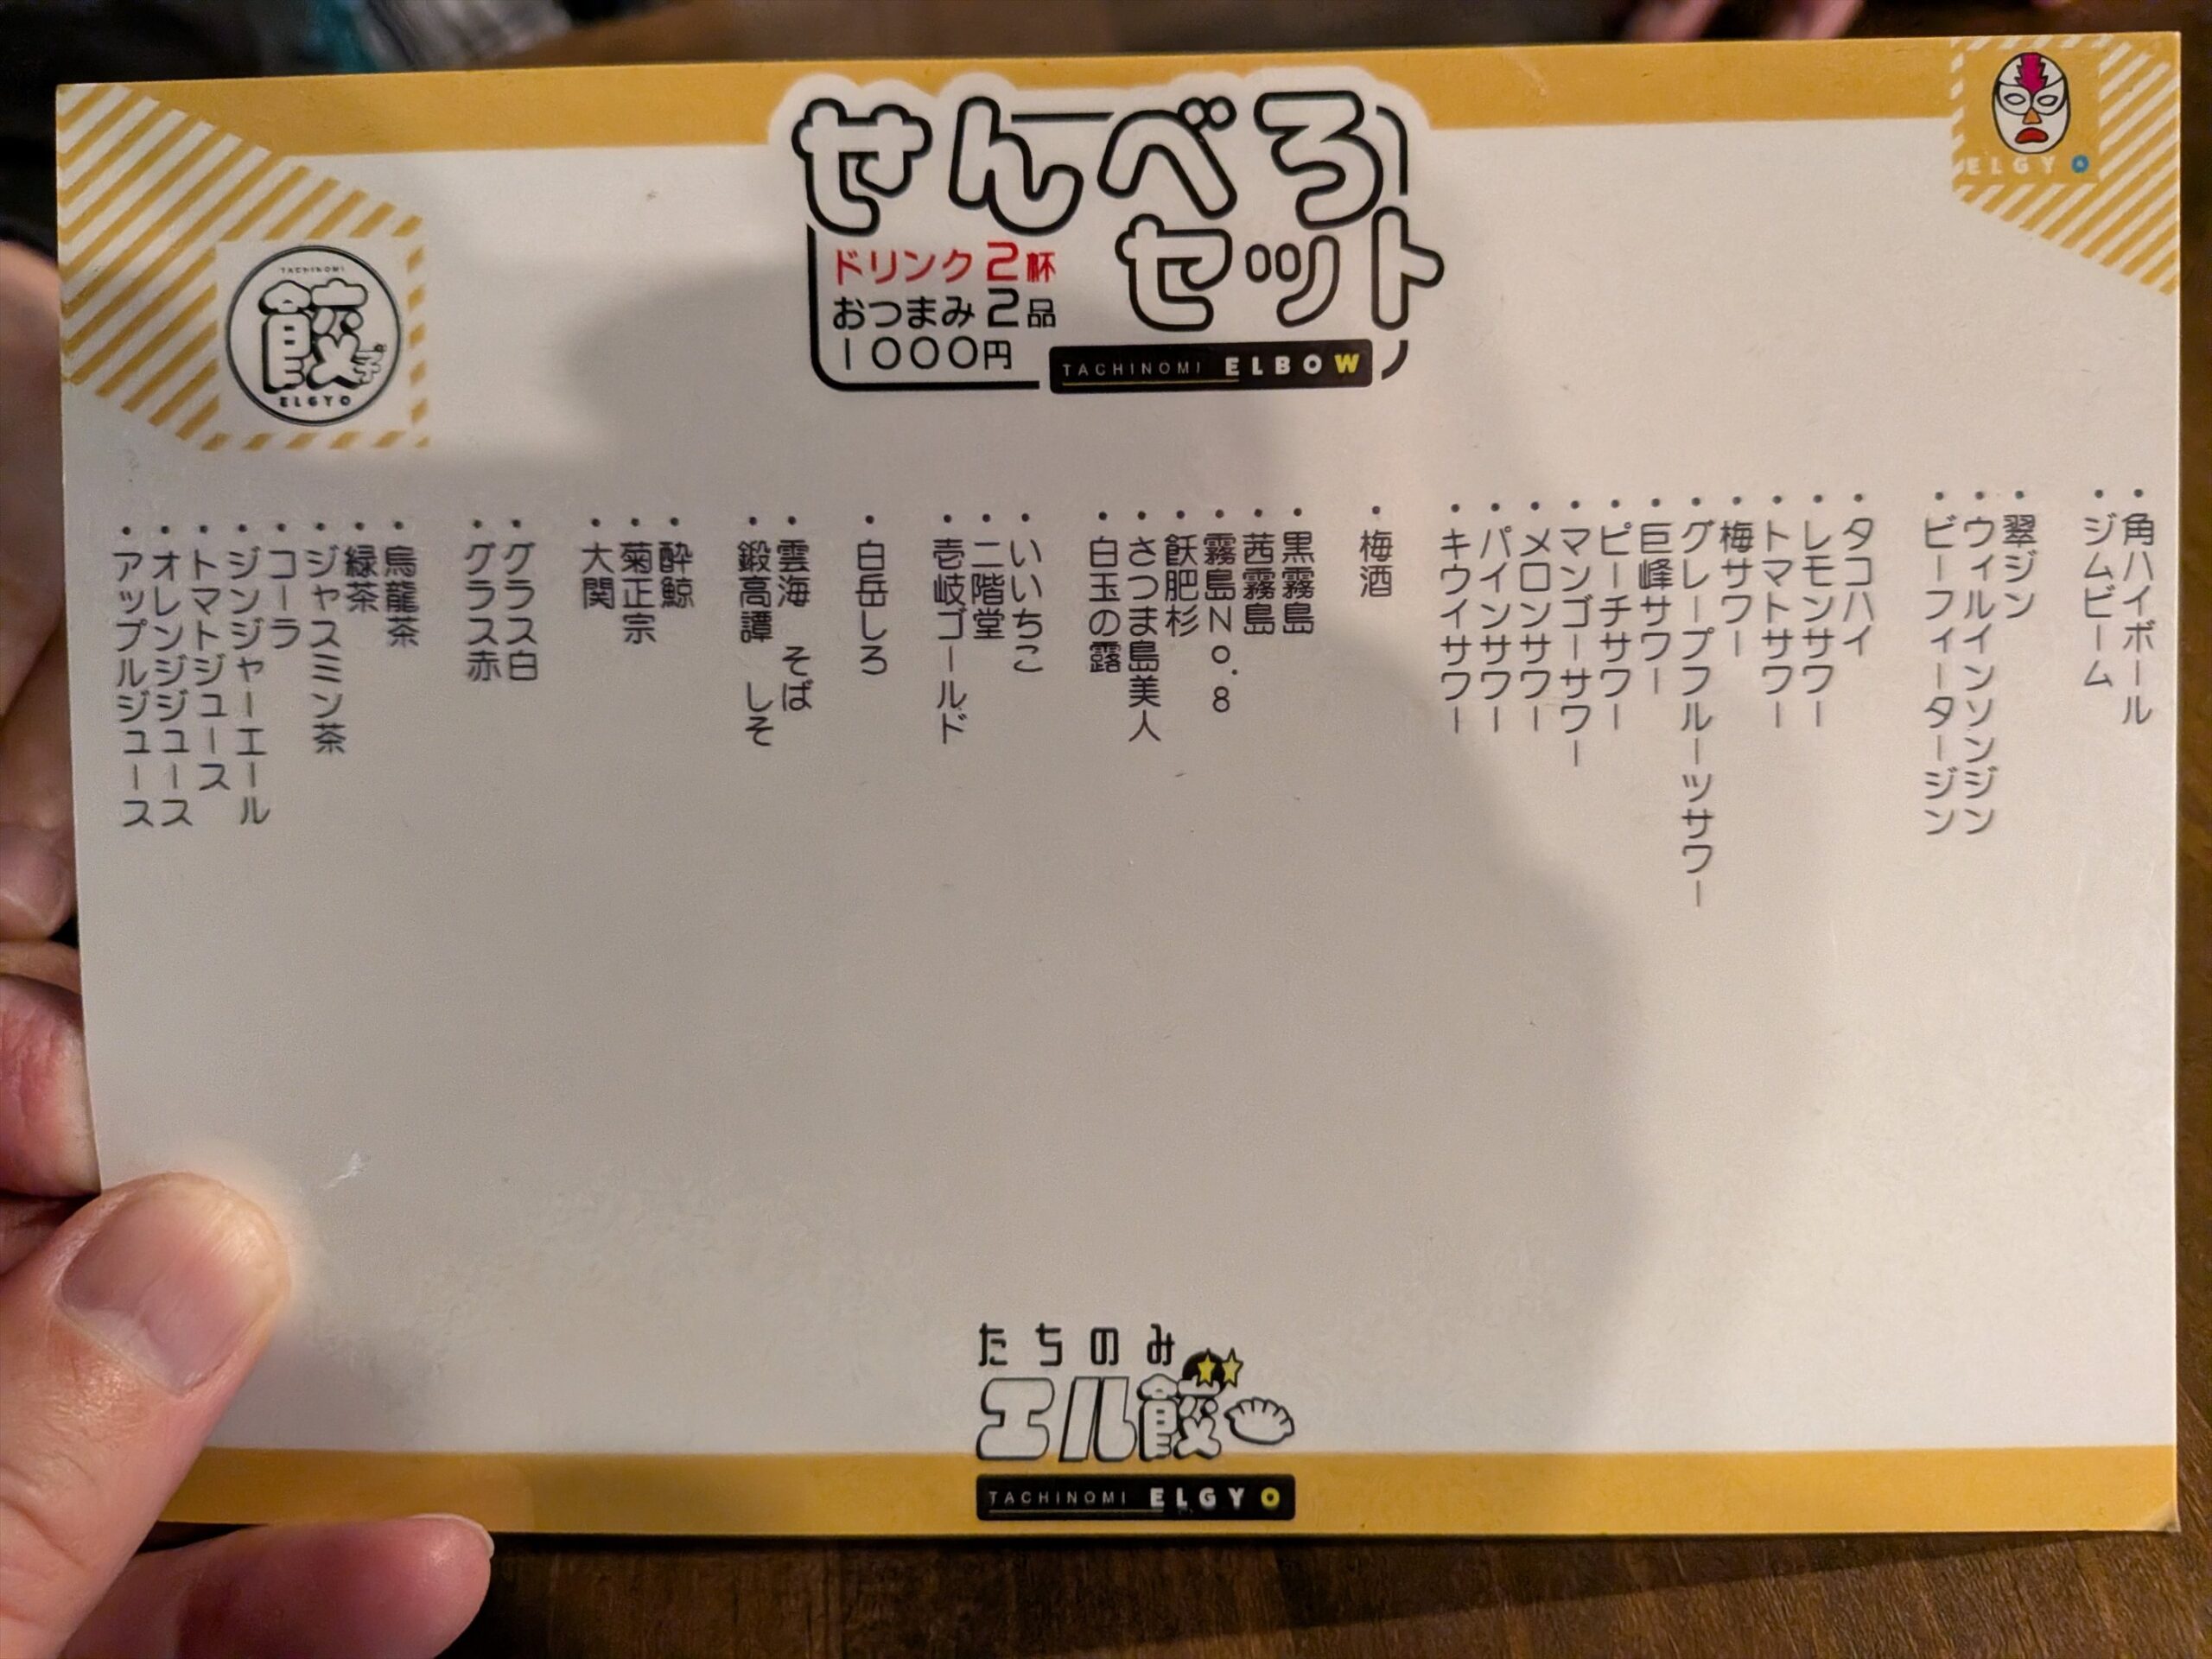 せんべろ
セット
ドリンク2杯
おつまみ2品
1000円
TACHINOMI ELBOW
ELGYO
TACHINOMI
餃子
ELGYO
・角ハイボール
・ジムビーム
・翠ジン
・ウィルインソンジン
・ビーフィータージン
・タコハイ
・レモンサワー
・トマトサワー
・梅サワー
・グレープフルーツサワー
・巨峰サワー
・ピーチサワー
・マンゴーサワー
・メロンサワー
・パインサワー
・キウイサワー
・梅酒
・黒霧島
・茜霧島
・霧島No.8
・飫肥杉
・さつま島美人
・白玉の露
・いいちこ
・二階堂
・壱岐ゴールド
・白岳しろ
・雲海 そば
・鍛高譚 しそ
・酔鯨
・菊正宗
・大関
・グラス白
・グラス赤
・烏龍茶
・緑茶
・ジャスミン茶
・コーラ
・ジンジャーエール
・トマトジュース
・オレンジジュース
・アップルジュース
たちのみ
エル餃
TACHINOMI ELGYO